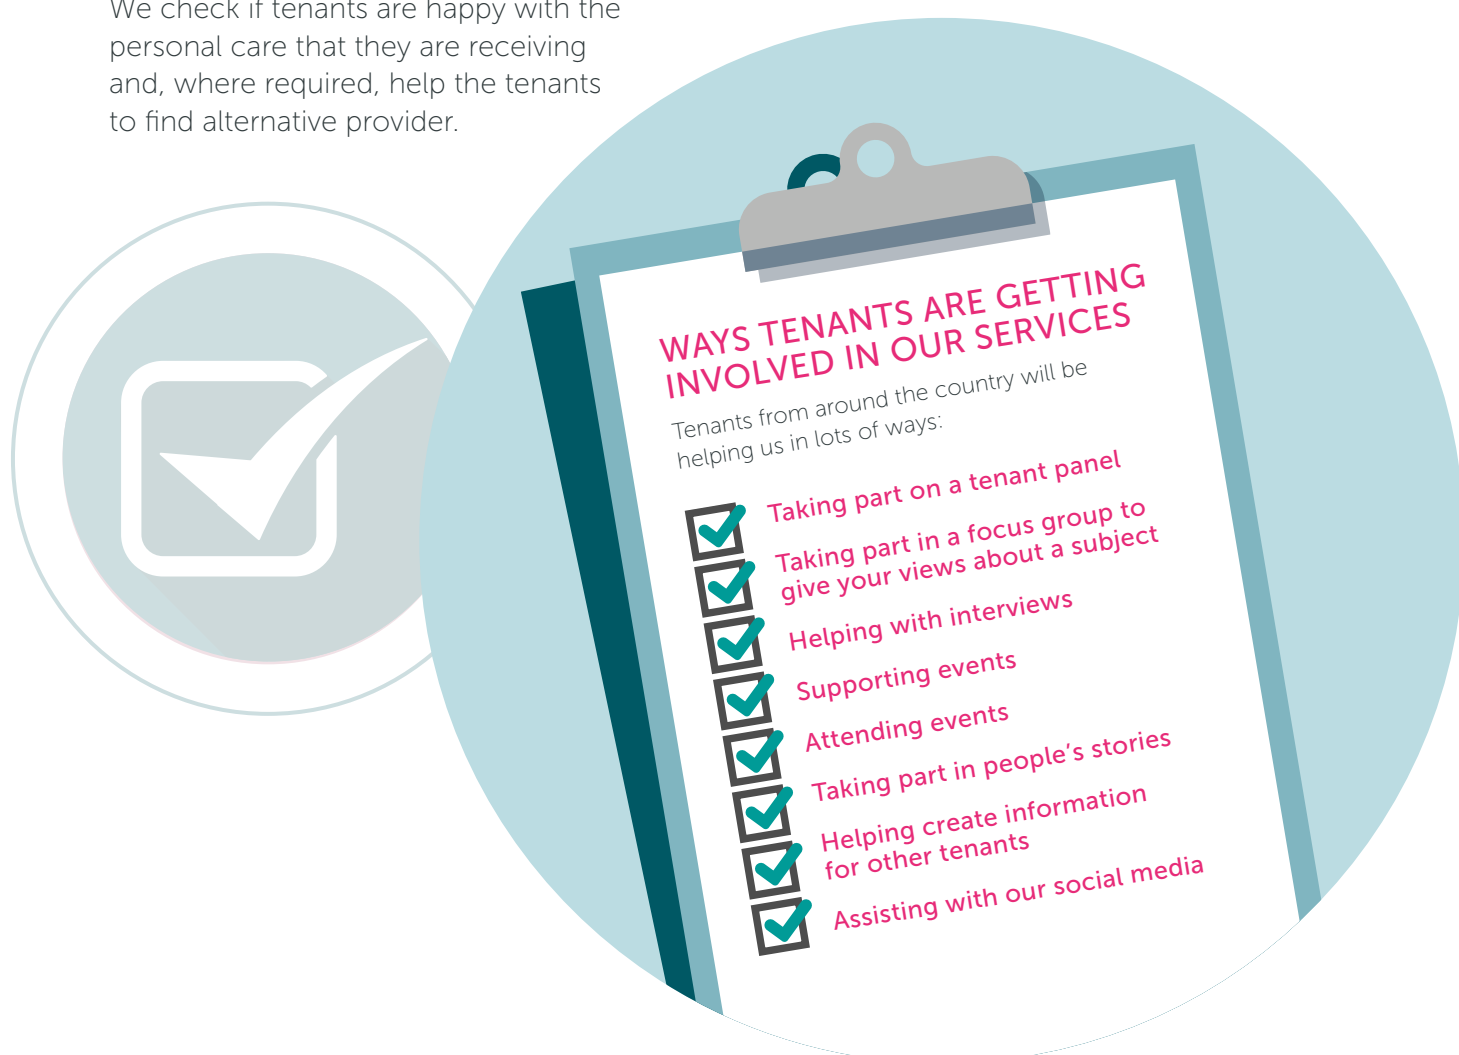 We check if tenants are happy with the
personal care that they are receiving
and, where required, help the tenants
to find alternative provider.
WAYS TENANTS ARE GETTING
INVOLVED IN OUR SERVICES
Tenants from around the country will be
helping us in lots of ways:
Taking part on a tenant panel
Taking part in a focus group to
give your views about a subject
Helping with interviews
Supporting events
Attending events
Taking part in people's stories
Helping create information
for other tenants
Assisting with our social media